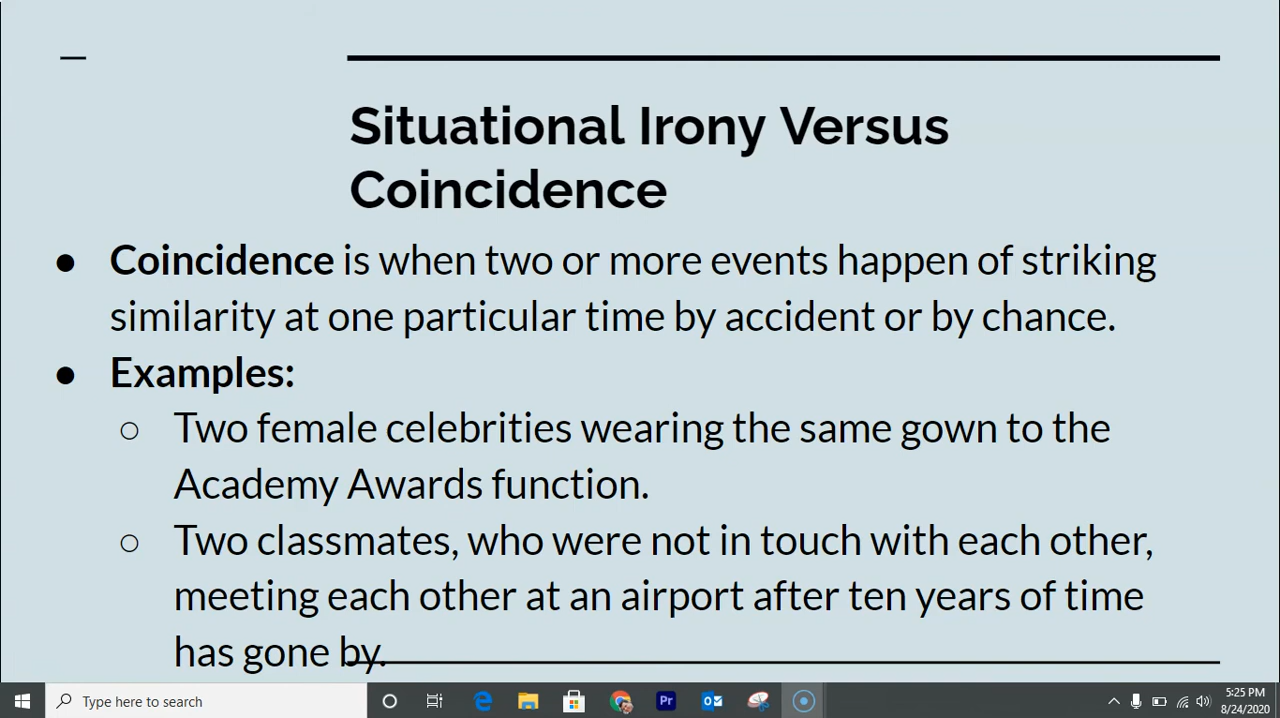 Situational Irony Versus
Coincidence
● Coincidence is when two or more events happen of striking
similarity at one particular time by accident or by chance.
● Examples:
○ Two female celebrities wearing the same gown to the
Academy Awards function.
○ Two classmates, who were not in touch with each other,
meeting each other at an airport after ten years of time
has gone by.
Type here to search
Pr
5:25 PM
8/24/2020